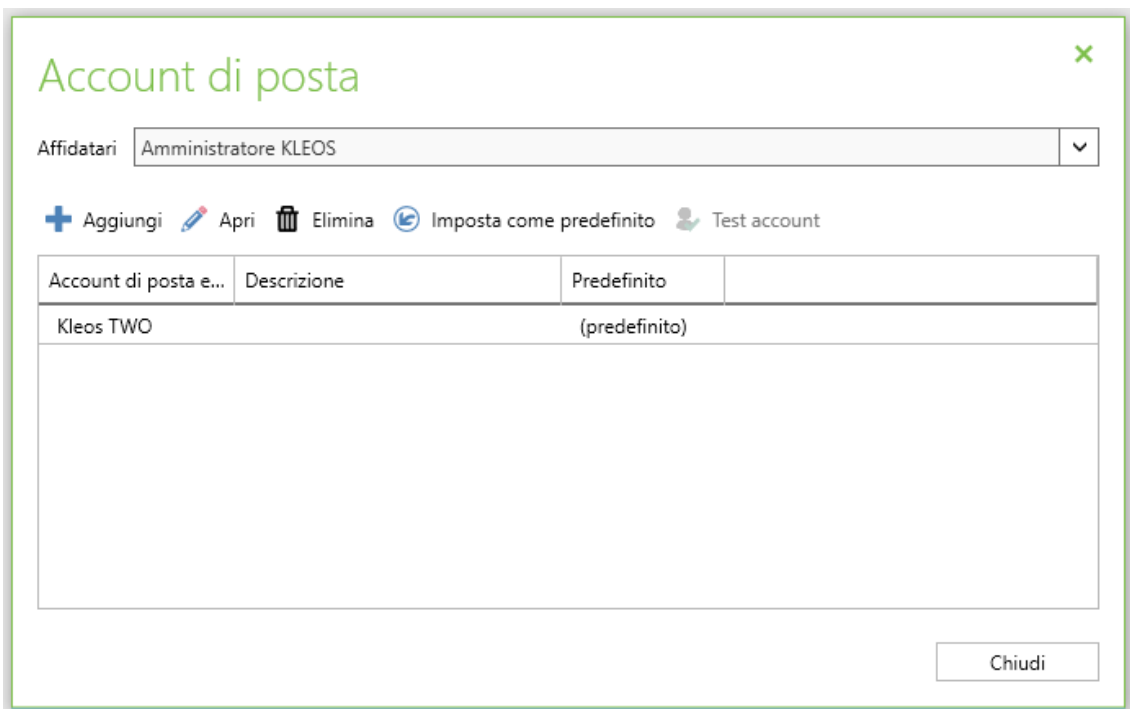 Account di posta
Affidatari Amministratore KLEOS
Aggiungi Apri Elimina Imposta come predefinito Test account
Account di posta e... Descrizione Predefinito
Kleos TWO (predefinito)
Chiudi